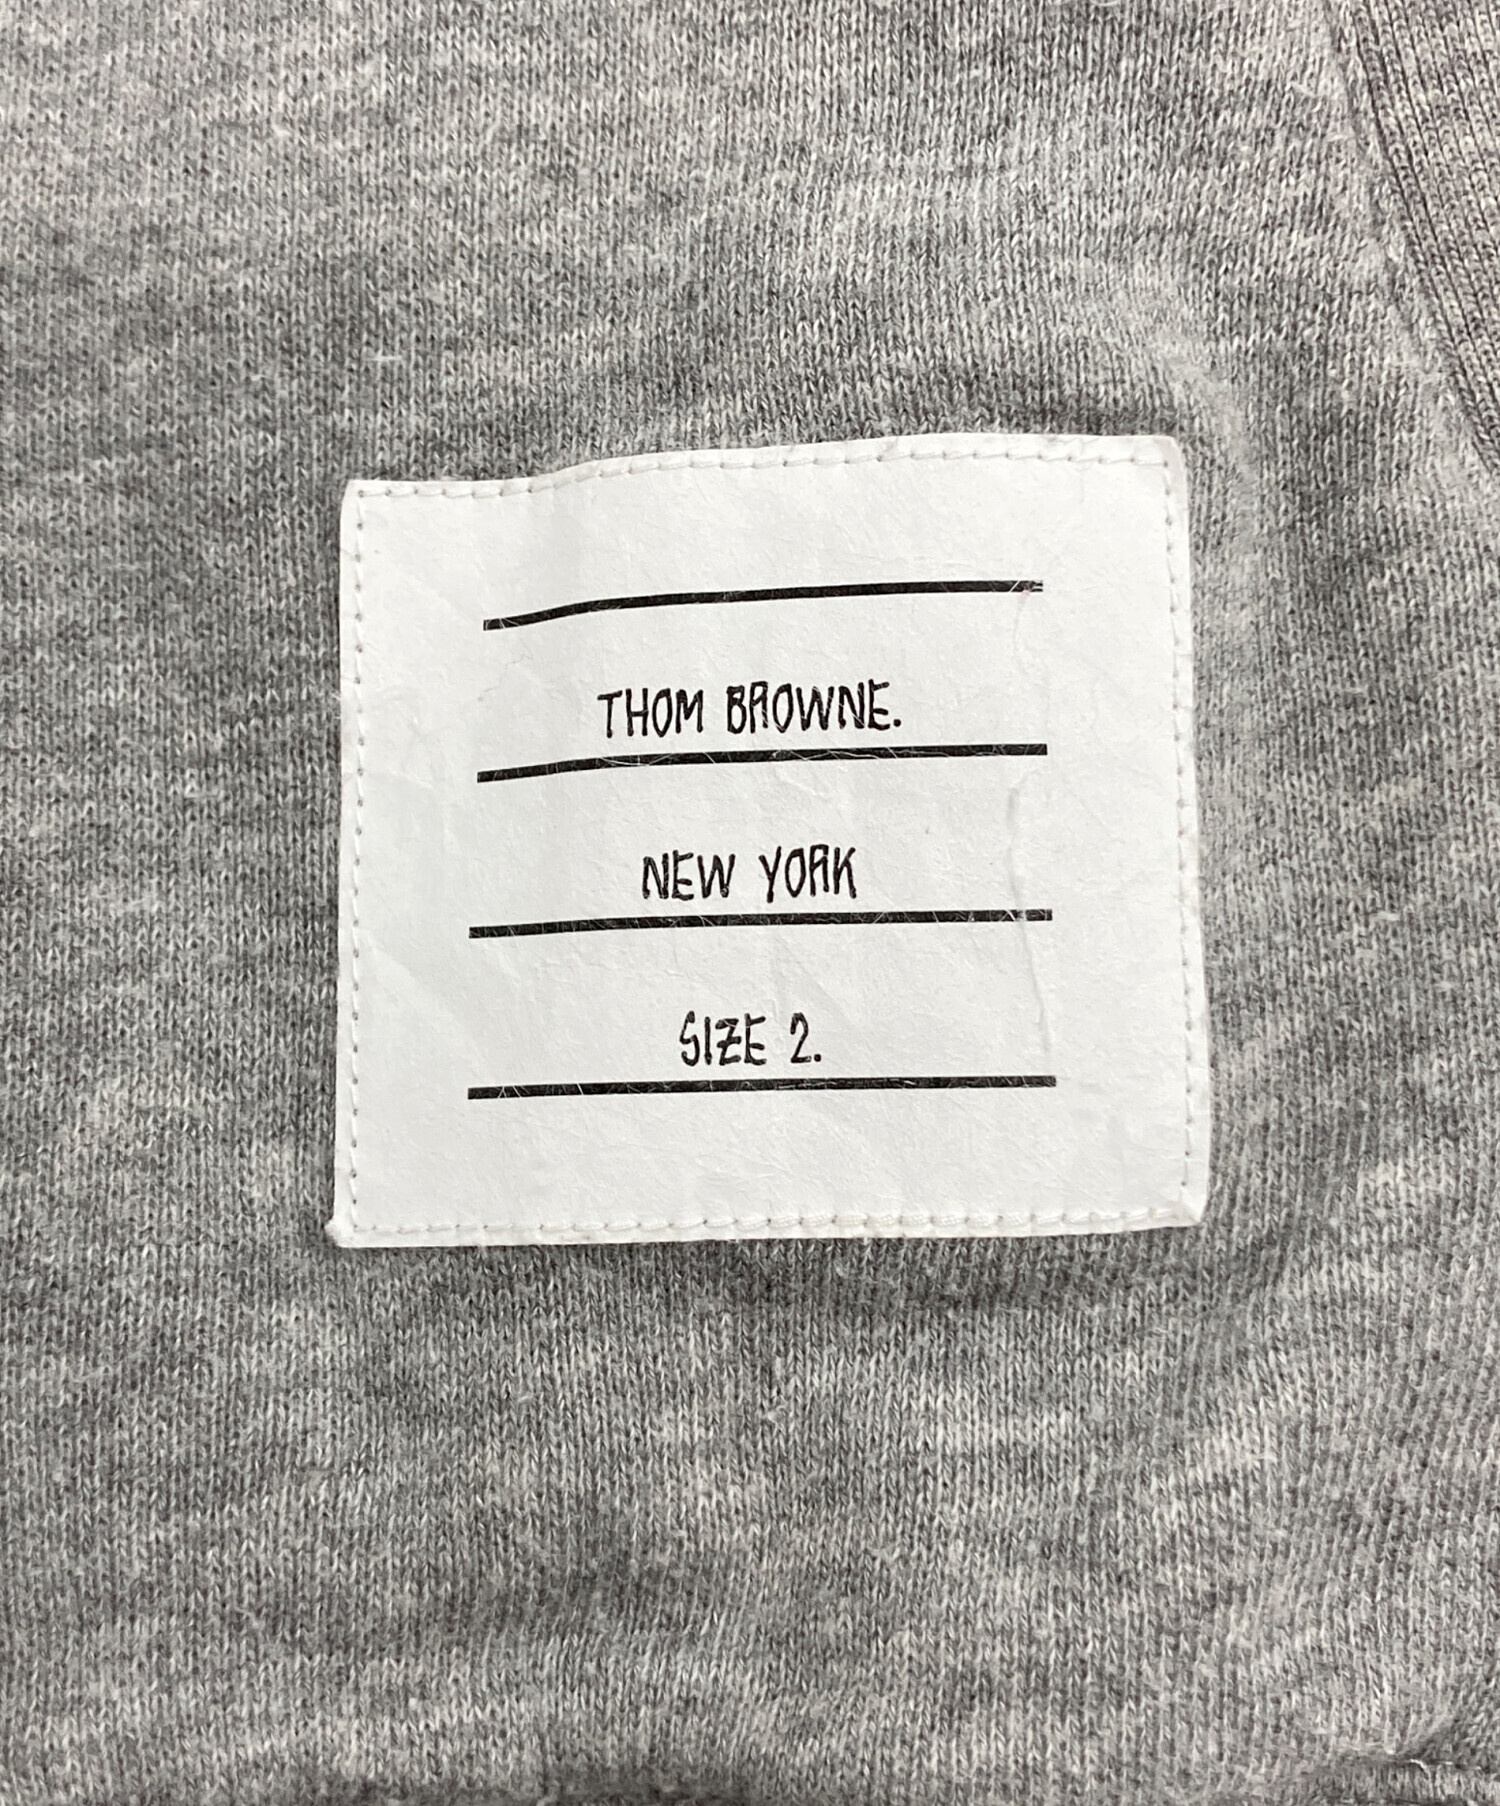 THOM BROWNE.
NEW YORK
SIZE 2.